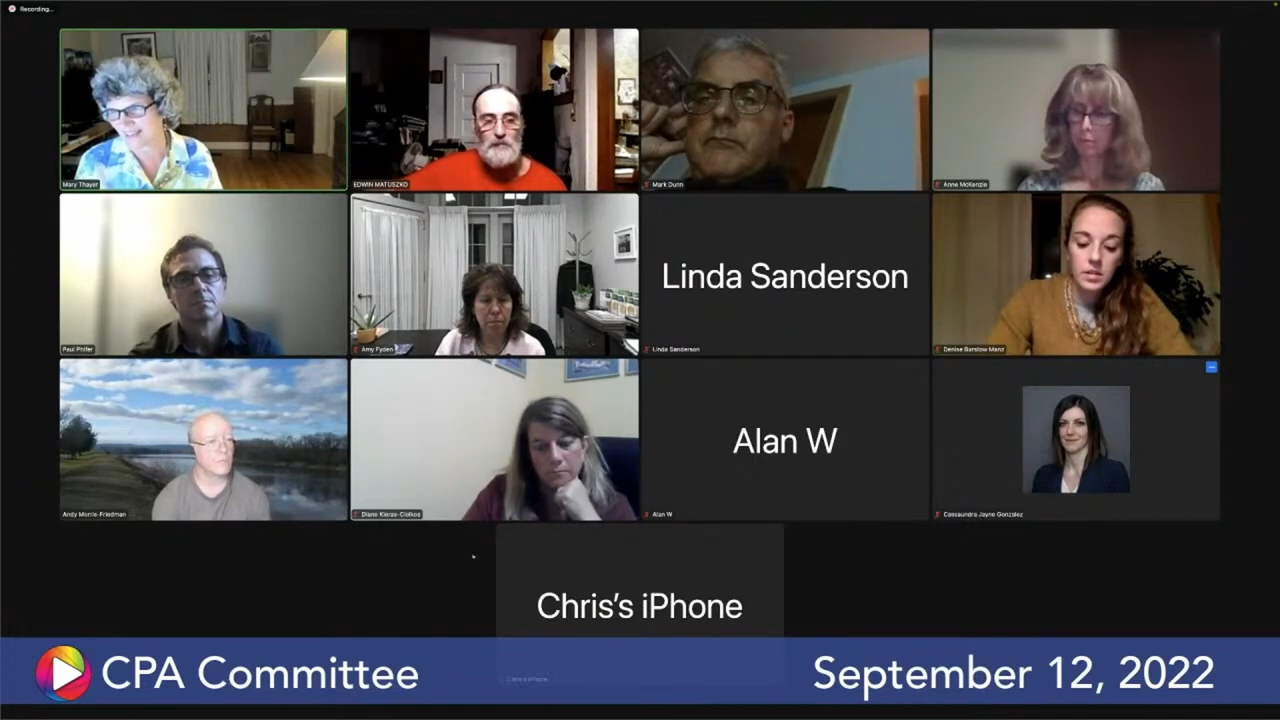 Recording...
Mary Thayer
EDWIN MATUSZKO
Mark Dunn
Anne McKenzie
Paul Phifer
Amy Fyden
Linda Sanderson
Linda Sanderson
Denise Barstow Manz
Andy Morris-Friedman
Diane Kieras-Ciolkos
Alan W
Alan W
Cassaundra Jayne Gonzalez
Chris's iPhone
Chris's iPhone
CPA Committee
September 12, 2022